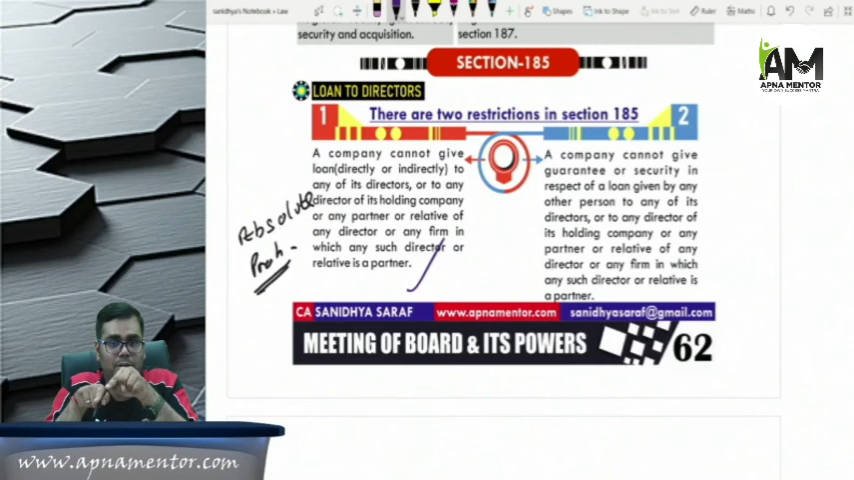 sanidhya's Notebook » Law
Shapes
Ink to Shape
Ink to Text
Ruler
Maths
security and acquisition.
section 187.
AM
APNA MENTOR
SECTION-185
LOAN TO DIRECTORS
1
There are two restrictions in section 185
2
A company cannot give
loan(directly or indirectly) to
any of its directors, or to any
director of its holding company
or any partner or relative of
any director or any firm in
which any such director or
relative is a partner.
A company cannot give
guarantee or security in
respect of a loan given by any
other person to any of its
directors, or to any director of
its holding company or any
partner or relative of any
director or any firm in which
any such director or relative is
a partner.
Absolute
Proh.
CA SANIDHYA SARAF
www.apnamentor.com
sanidhyasaraf@gmail.com
MEETING OF BOARD & ITS POWERS
62
www.apnamentor.com